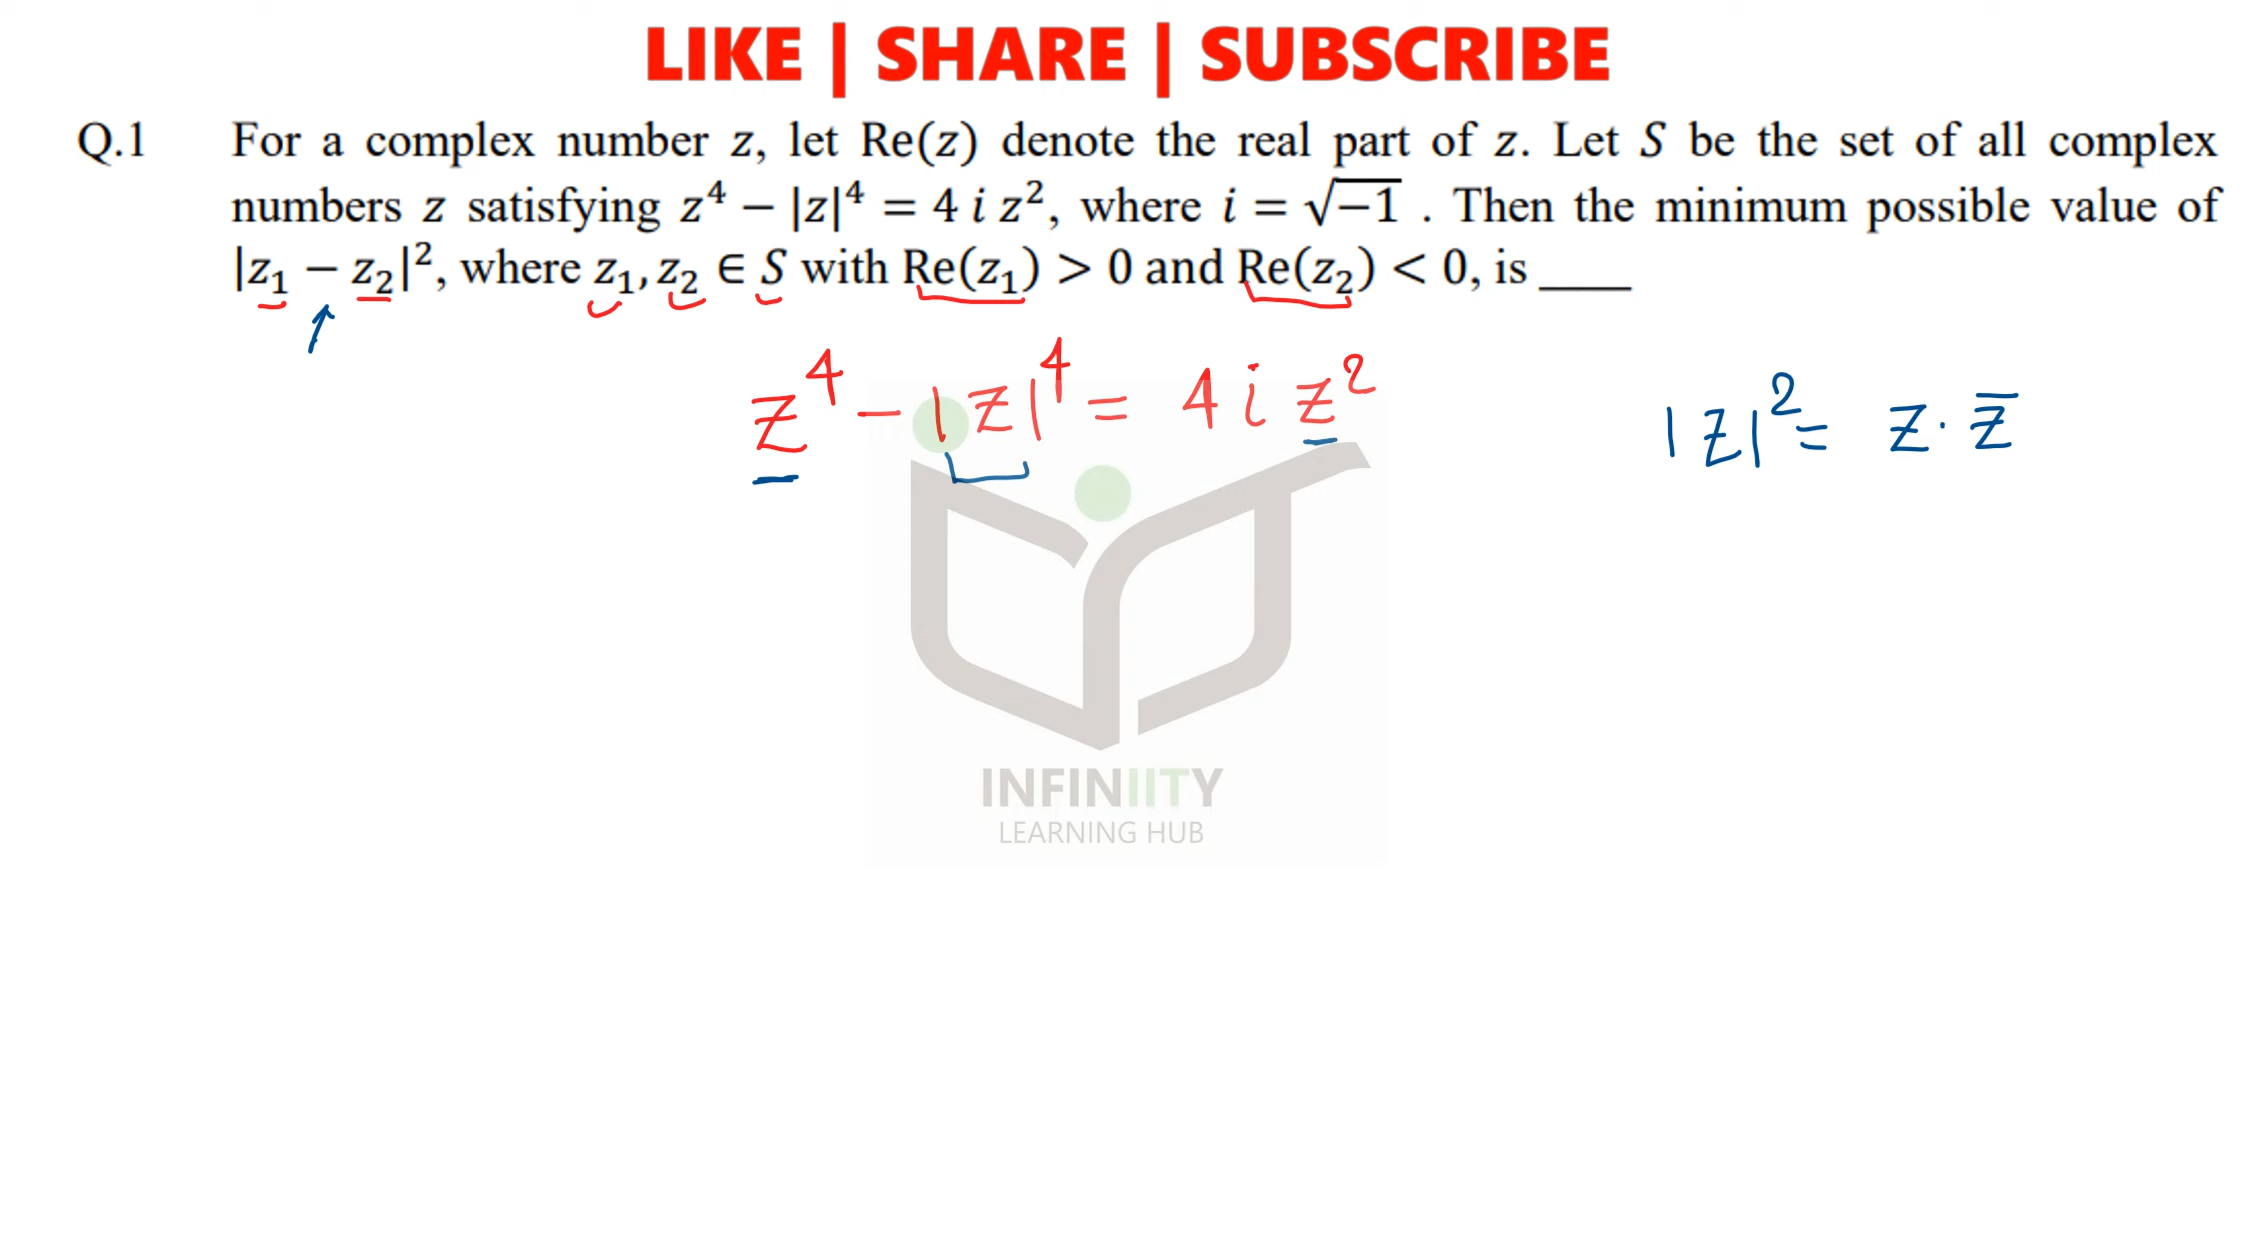 LIKE | SHARE | SUBSCRIBE
Q.1 For a complex number z, let Re(z) denote the real part of z. Let S be the set of all complex
numbers z satisfying z⁴ − |z|⁴ = 4 i z², where i = √−1 . Then the minimum possible value of
|z₁ − z₂|², where z₁, z₂ ∈ S with Re(z₁) > 0 and Re(z₂) < 0, is ____
z⁴ − |z|⁴ = 4 i z²
|z|² = z · z̄
INFINIITY
LEARNING HUB